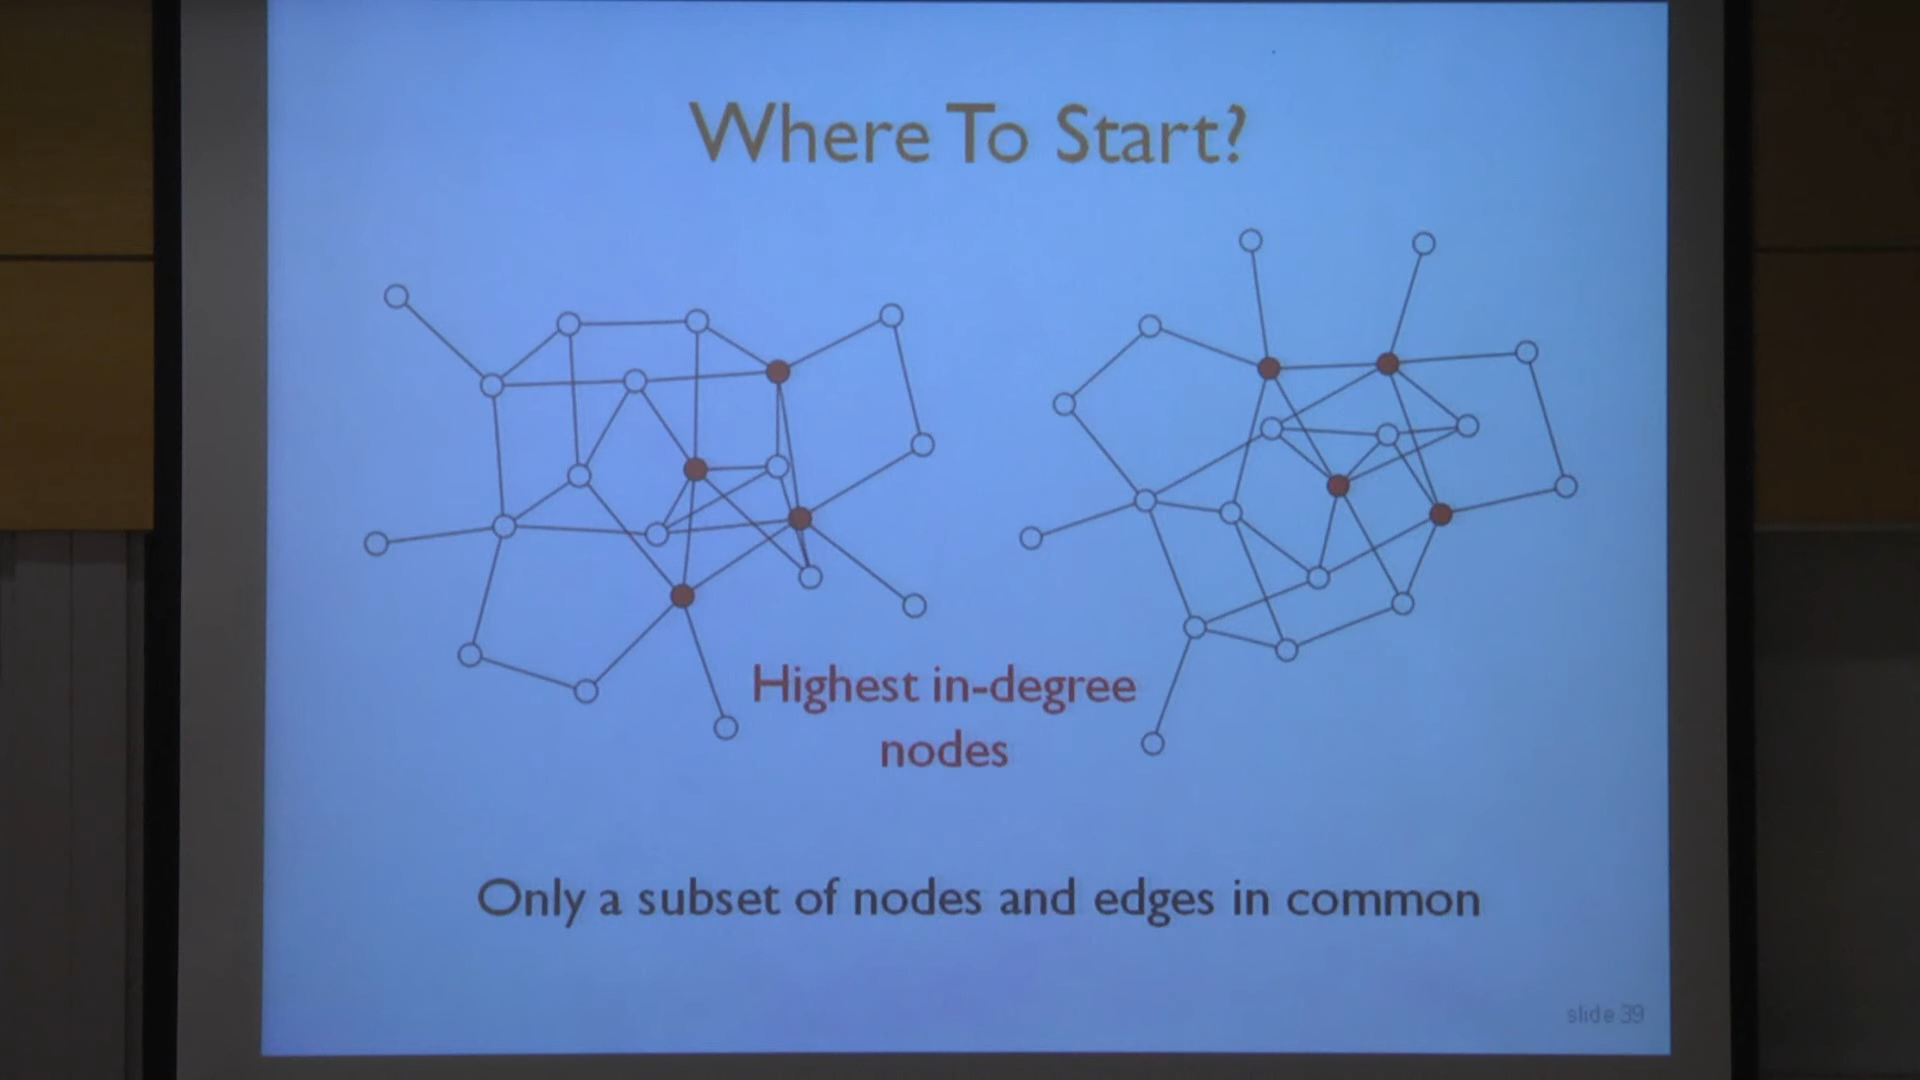 Where To Start?
Highest in-degree
nodes
Only a subset of nodes and edges in common
slide 39